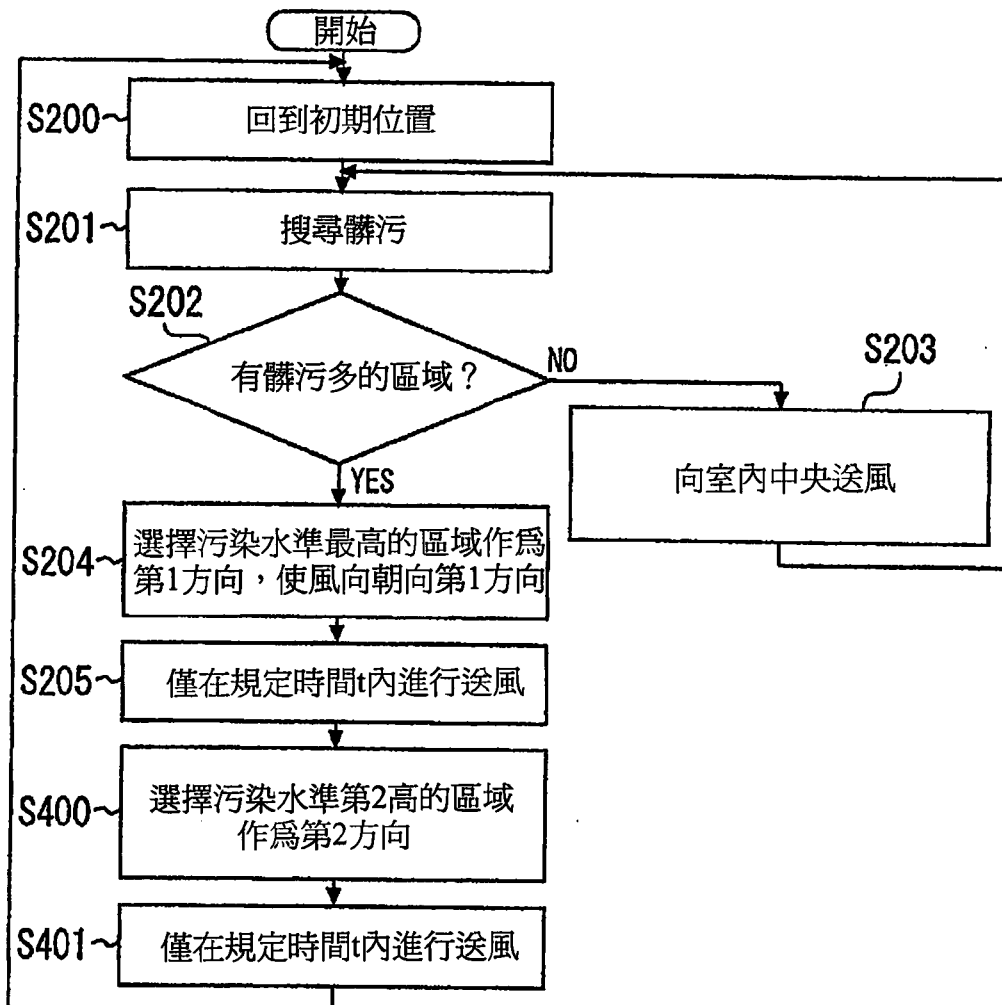 開始
S200
回到初期位置
S201
搜尋髒污
S202
有髒污多的區域？
NO
S203
向室內中央送風
YES
S204
選擇污染水準最高的區域作爲
第1方向，使風向朝向第1方向
S205
僅在規定時間t內進行送風
S400
選擇污染水準第2高的區域
作爲第2方向
S401
僅在規定時間t內進行送風